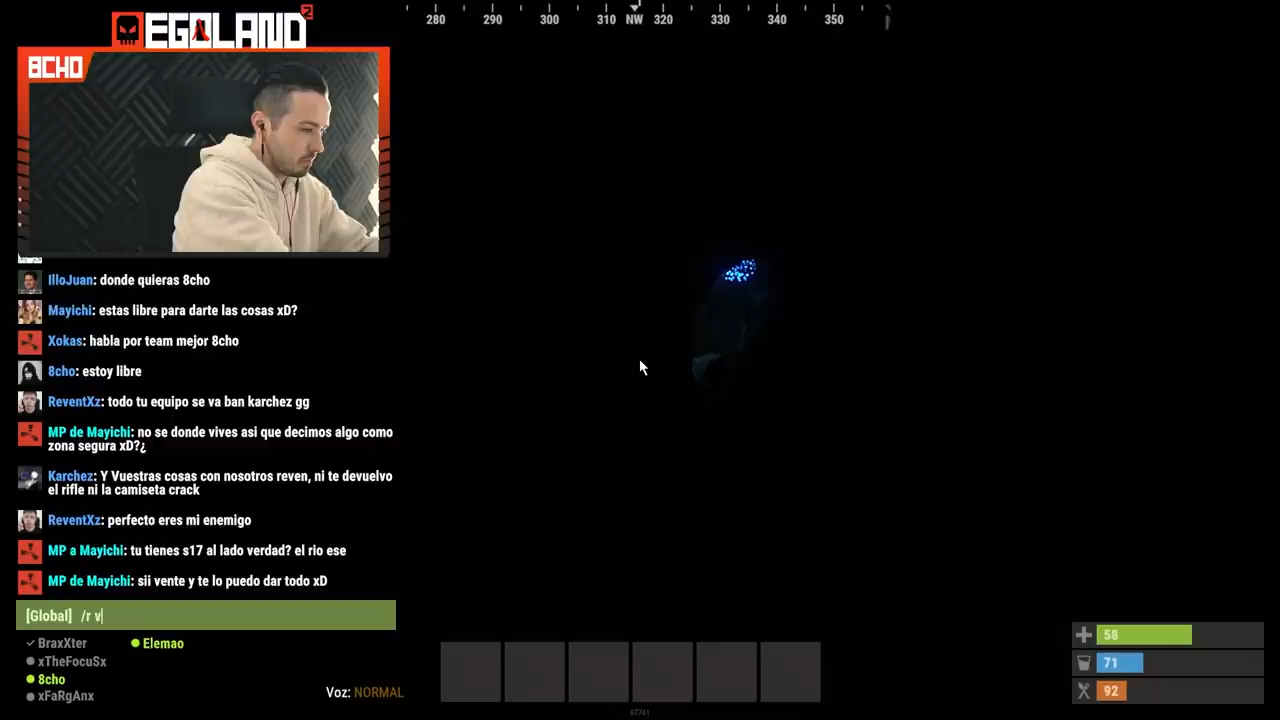 EGOLAND²
8CHO
280 290 300 310 NW 320 330 340 350
IlloJuan: donde quieras 8cho
Mayichi: estas libre para darte las cosas xD?
Xokas: habla por team mejor 8cho
8cho: estoy libre
ReventXz: todo tu equipo se va ban karchez gg
MP de Mayichi: no se donde vives asi que decimos algo como
zona segura xD?¿
Karchez: Y Vuestras cosas con nosotros reven, ni te devuelvo
el rifle ni la camiseta crack
ReventXz: perfecto eres mi enemigo
MP a Mayichi: tu tienes s17 al lado verdad? el rio ese
MP de Mayichi: sii vente y te lo puedo dar todo xD
[Global] /r v
BraxXter Elemao
xTheFocuSx
8cho
xFaRgAnx
Voz: NORMAL
58
71
92
67741